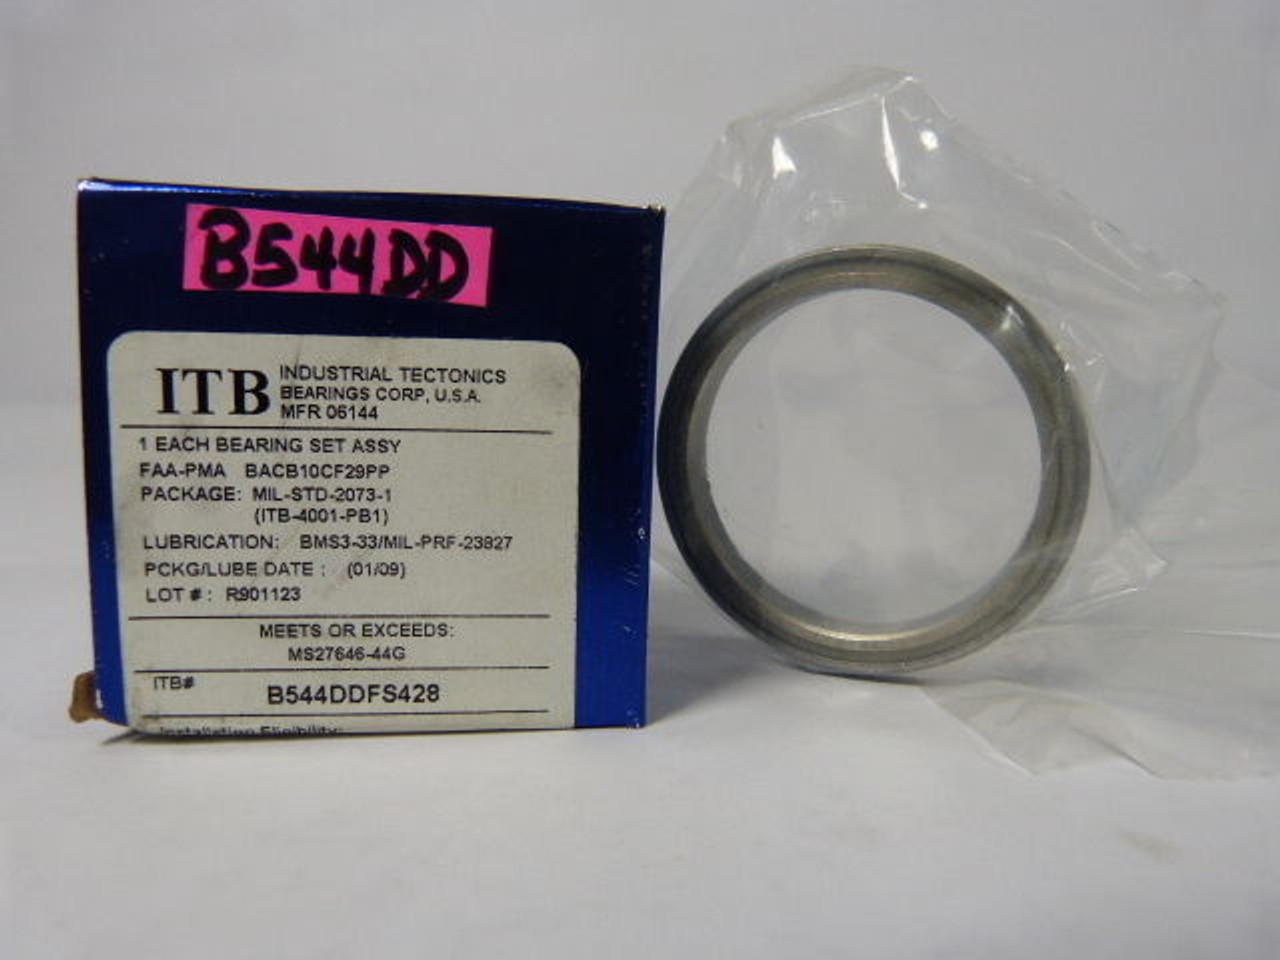 B544DD
ITB
INDUSTRIAL TECTONICS
BEARINGS CORP, U.S.A.
MFR 06144
1 EACH BEARING SET ASSY
FAA-PMA BACB10CF29PP
PACKAGE: MIL-STD-2073-1
(ITB-4001-PB1)
LUBRICATION: BMS3-33/MIL-PRF-23827
PCKG/LUBE DATE : (01/09)
LOT # : R901123
MEETS OR EXCEEDS:
MS27646-44G
ITB# B544DDFS428
Installation Eligibility: